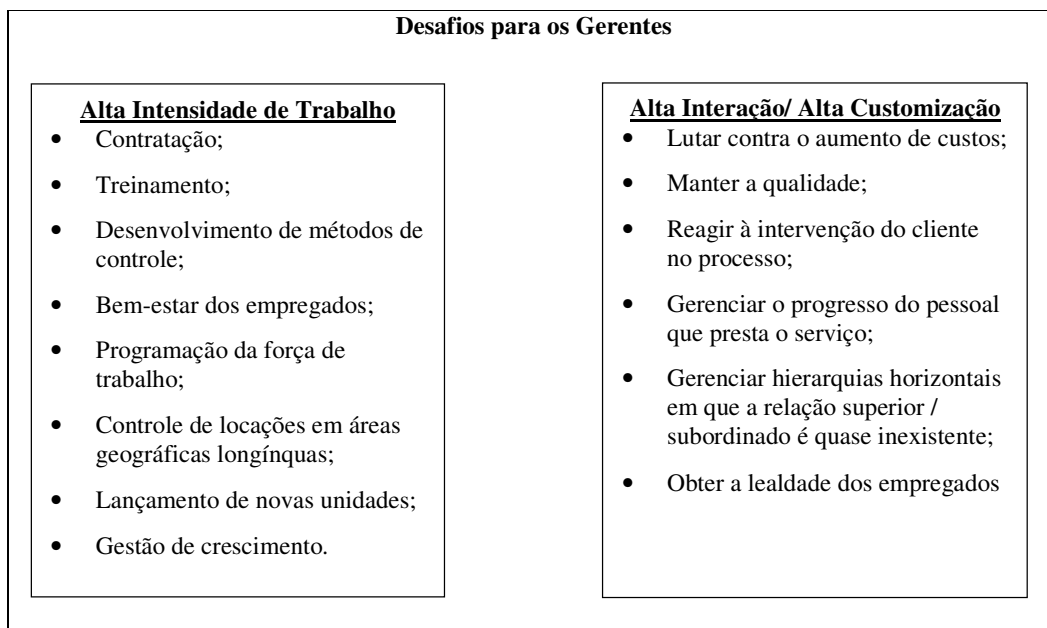 Desafios para os Gerentes
Alta Intensidade de Trabalho
• Contratação;
• Treinamento;
• Desenvolvimento de métodos de
controle;
• Bem-estar dos empregados;
• Programação da força de
trabalho;
• Controle de locações em áreas
geográficas longínquas;
• Lançamento de novas unidades;
• Gestão de crescimento.
Alta Interação/ Alta Customização
• Lutar contra o aumento de custos;
• Manter a qualidade;
• Reagir à intervenção do cliente
no processo;
• Gerenciar o progresso do pessoal
que presta o serviço;
• Gerenciar hierarquias horizontais
em que a relação superior /
subordinado é quase inexistente;
• Obter a lealdade dos empregados